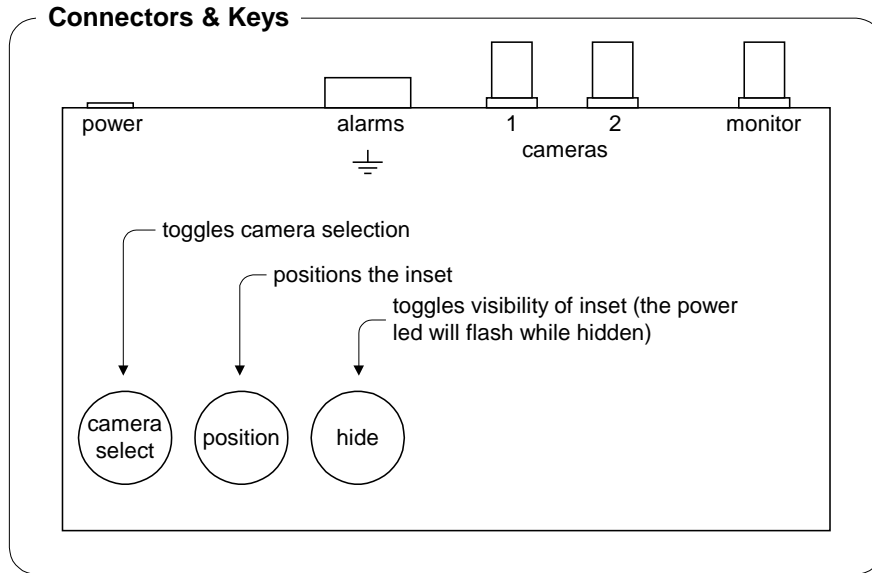 Connectors & Keys
power
alarms
1
2
monitor
cameras
toggles camera selection
positions the inset
toggles visibility of inset (the power
led will flash while hidden)
camera
select
position
hide